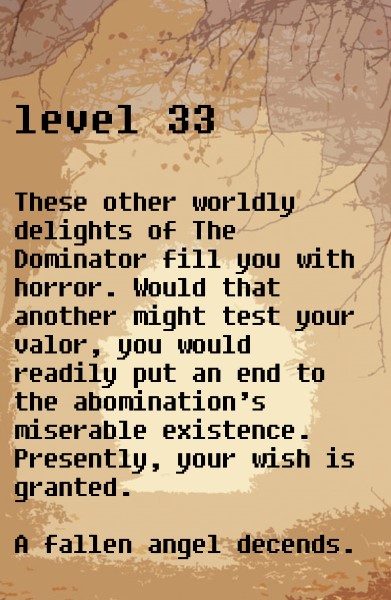 level 33
These other worldly
delights of The
Dominator fill you with
horror. Would that
another might test your
valor, you would
readily put an end to
the abomination's
miserable existence.
Presently, your wish is
granted.
A fallen angel decends.